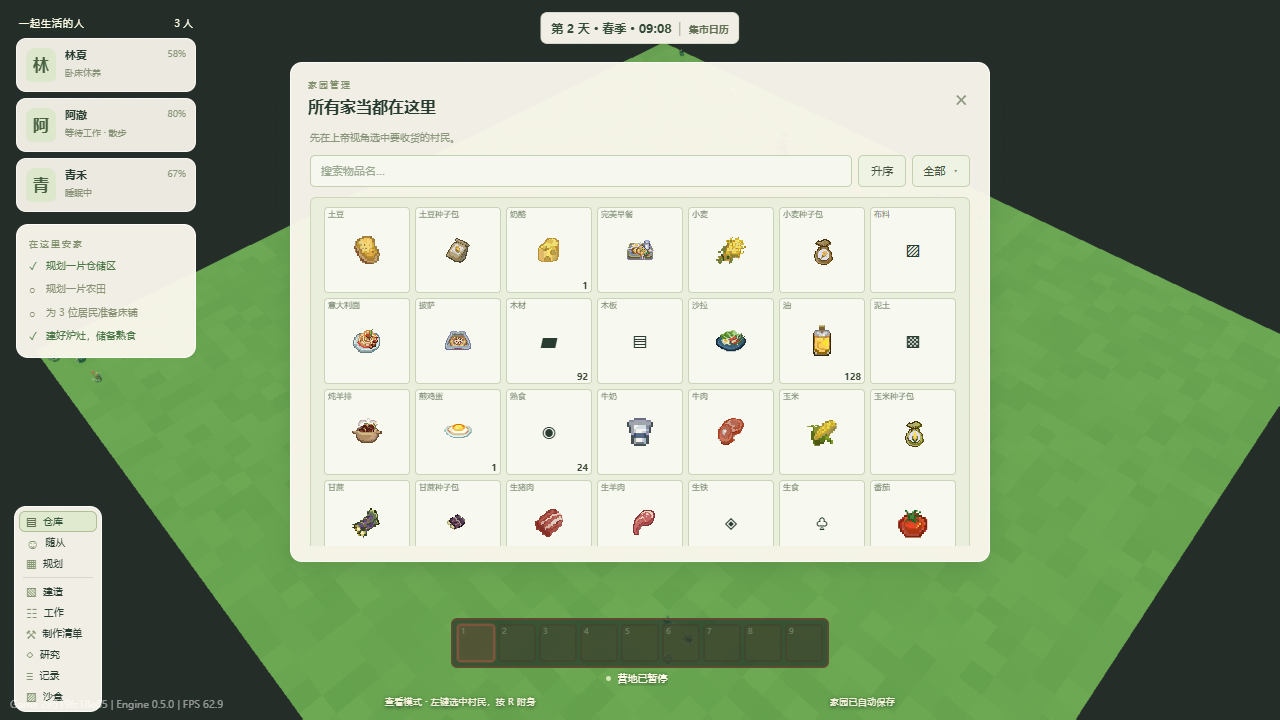 一起生活的人 3 人
林 林夏 58%
卧床休养
阿 阿澈 80%
等待工作 · 散步
青 青禾 67%
睡眠中
在这里安家
✓ 规划一片仓储区
○ 规划一片农田
○ 为 3 位居民准备床铺
✓ 建好炉灶，储备熟食
第 2 天 • 春季 • 09:08 | 集市日历
家园管理
所有家当都在这里
×
先在上帝视角选中要收货的村民。
搜索物品名...
升序
全部
土豆 土豆种子包 奶酪 完美早餐 小麦 小麦种子包 布料
1
意大利面 披萨 木材 木板 沙拉 油 泥土
92 128
炖羊排 煎鸡蛋 熟食 牛奶 牛肉 玉米 玉米种子包
1 24
甘蔗 甘蔗种子包 生猪肉 生羊肉 生铁 生食 番茄
仓库
随从
规划
建造
工作
制作清单
研究
记录
沙盒
1 2 3 4 5 6 7 8 9
营地已暂停
查看模式 · 左键选中村民，按 R 附身
家园已自动保存
| Engine 0.5.0 | FPS 62.9